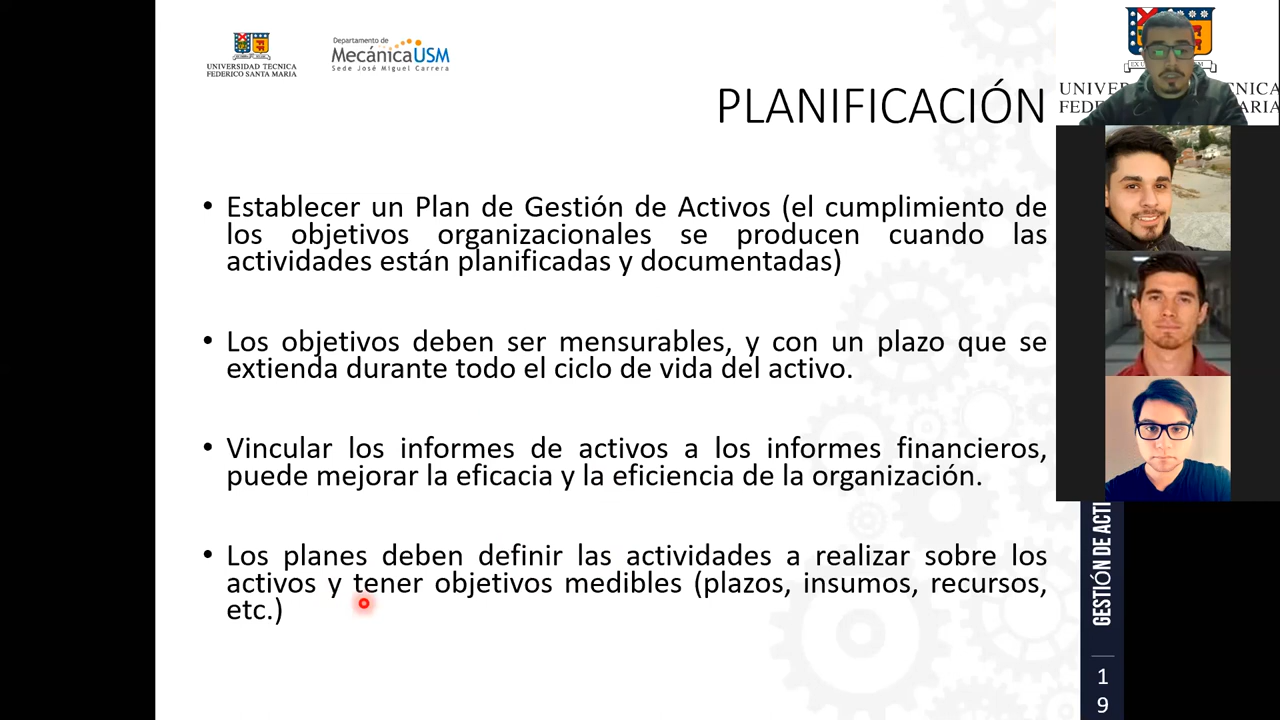 UNIVERSIDAD TECNICA
FEDERICO SANTA MARIA
Departamento de
MecánicaUSM
Sede José Miguel Carrera
PLANIFICACIÓN
• Establecer un Plan de Gestión de Activos (el cumplimiento de
los objetivos organizacionales se producen cuando las
actividades están planificadas y documentadas)
• Los objetivos deben ser mensurables, y con un plazo que se
extienda durante todo el ciclo de vida del activo.
• Vincular los informes de activos a los informes financieros,
puede mejorar la eficacia y la eficiencia de la organización.
• Los planes deben definir las actividades a realizar sobre los
activos y tener objetivos medibles (plazos, insumos, recursos,
etc.)
GESTIÓN DE ACTI
1
9